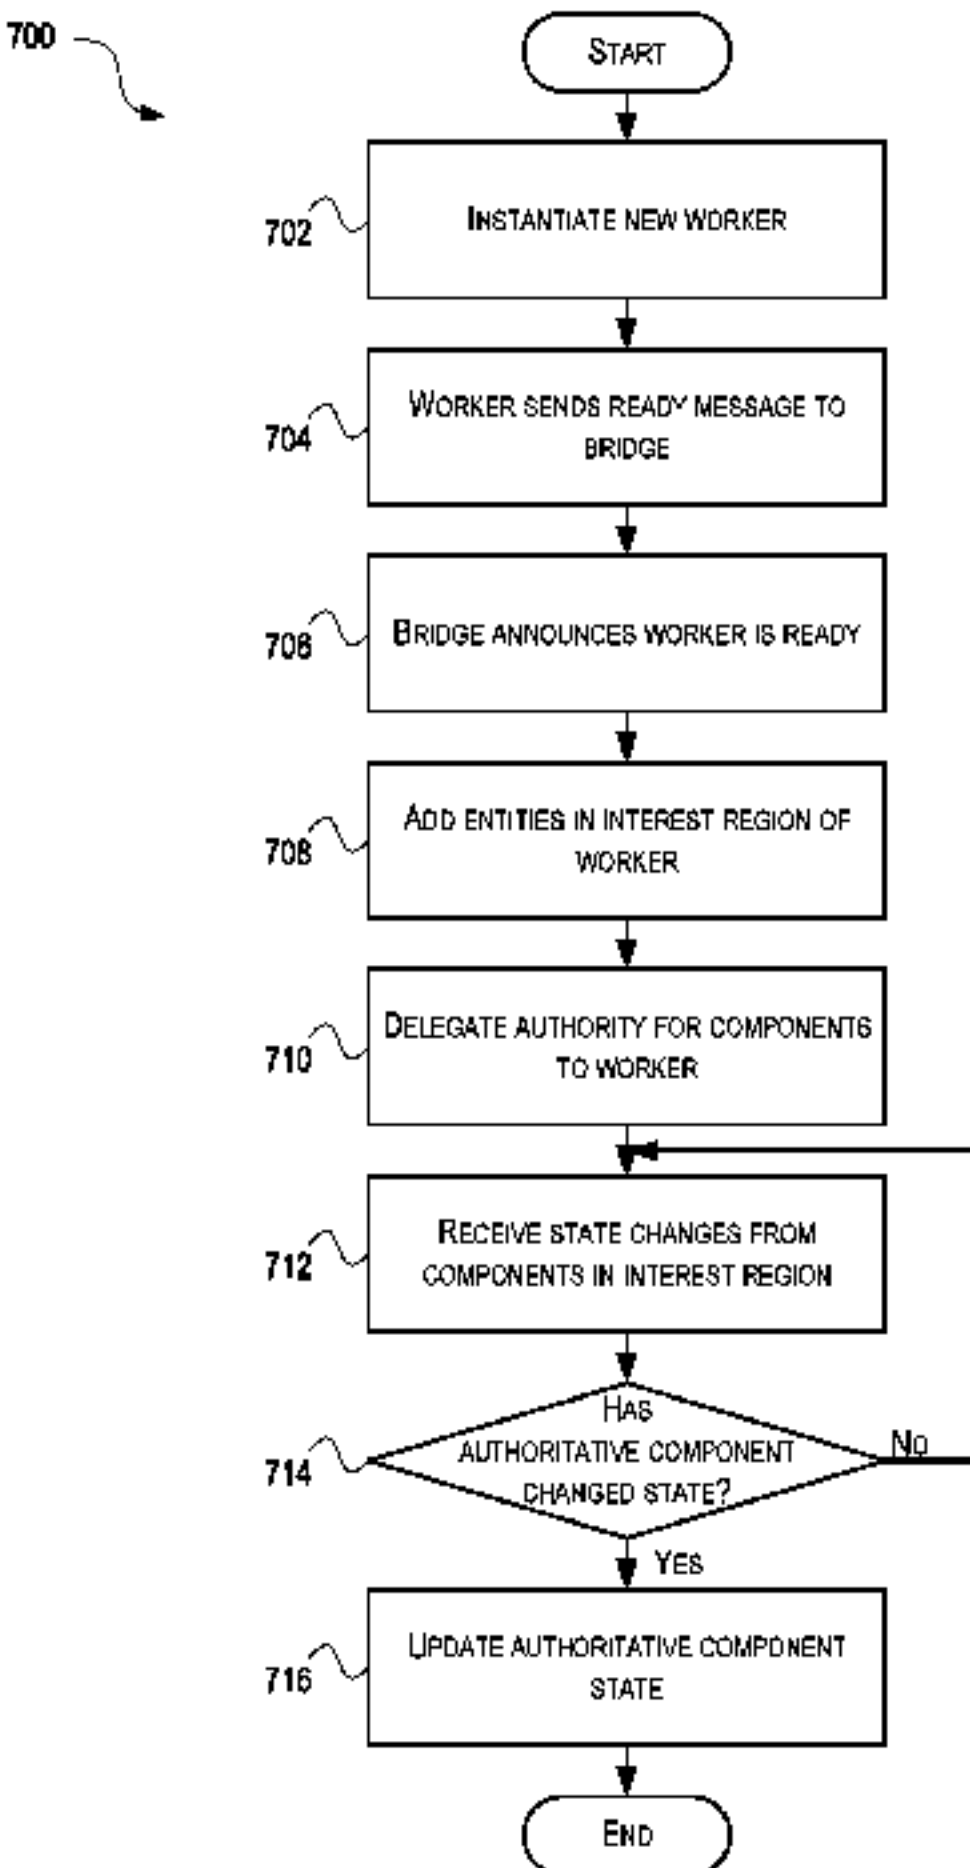 700
START
702
INSTANTIATE NEW WORKER
704
WORKER SENDS READY MESSAGE TO
BRIDGE
706
BRIDGE ANNOUNCES WORKER IS READY
708
ADD ENTITIES IN INTEREST REGION OF
WORKER
710
DELEGATE AUTHORITY FOR COMPONENTS
TO WORKER
712
RECEIVE STATE CHANGES FROM
COMPONENTS IN INTEREST REGION
714
HAS
AUTHORITATIVE COMPONENT
CHANGED STATE?
NO
YES
716
UPDATE AUTHORITATIVE COMPONENT
STATE
END